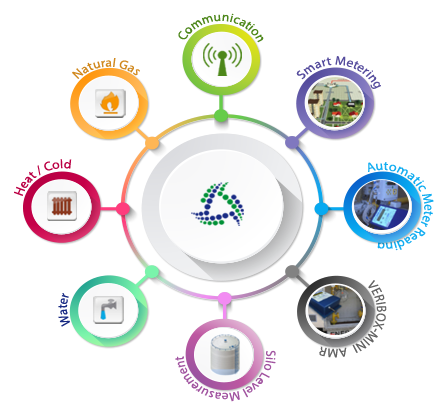 Communication
Smart Metering
Automatic Meter Reading
VERIBOX-MINI AMR
Silo Level Measurement
Water
Heat / Cold
Natural Gas